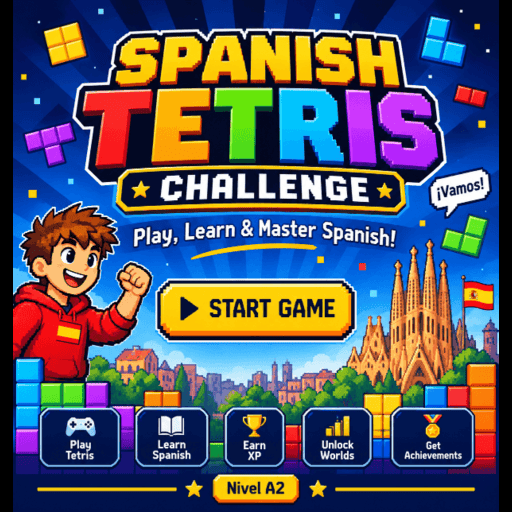 SPANISH
TETRIS
CHALLENGE
¡Vamos!
Play, Learn & Master Spanish!
START GAME
Play
Tetris
Learn
Spanish
Earn
XP
Unlock
Worlds
Get
Achievements
Nivel A2